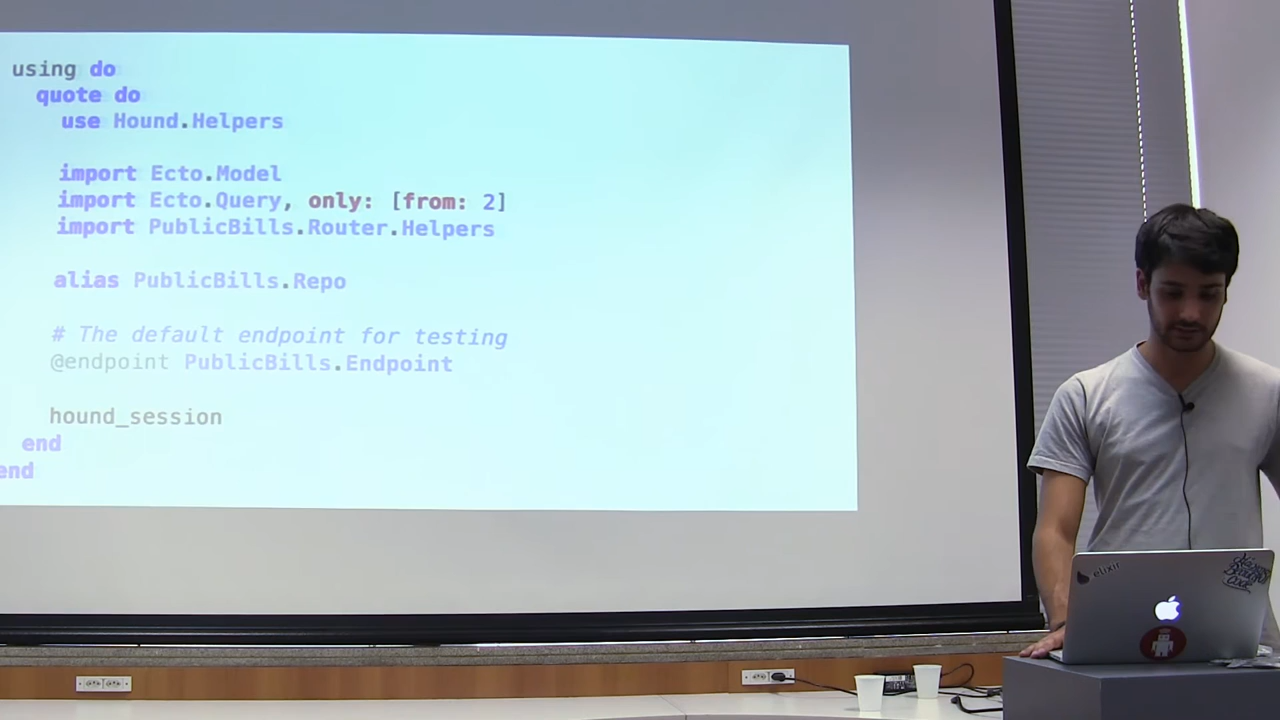 using do
quote do
use Hound.Helpers
import Ecto.Model
import Ecto.Query, only: [from: 2]
import PublicBills.Router.Helpers
alias PublicBills.Repo
# The default endpoint for testing
@endpoint PublicBills.Endpoint
hound_session
end
end
elixir